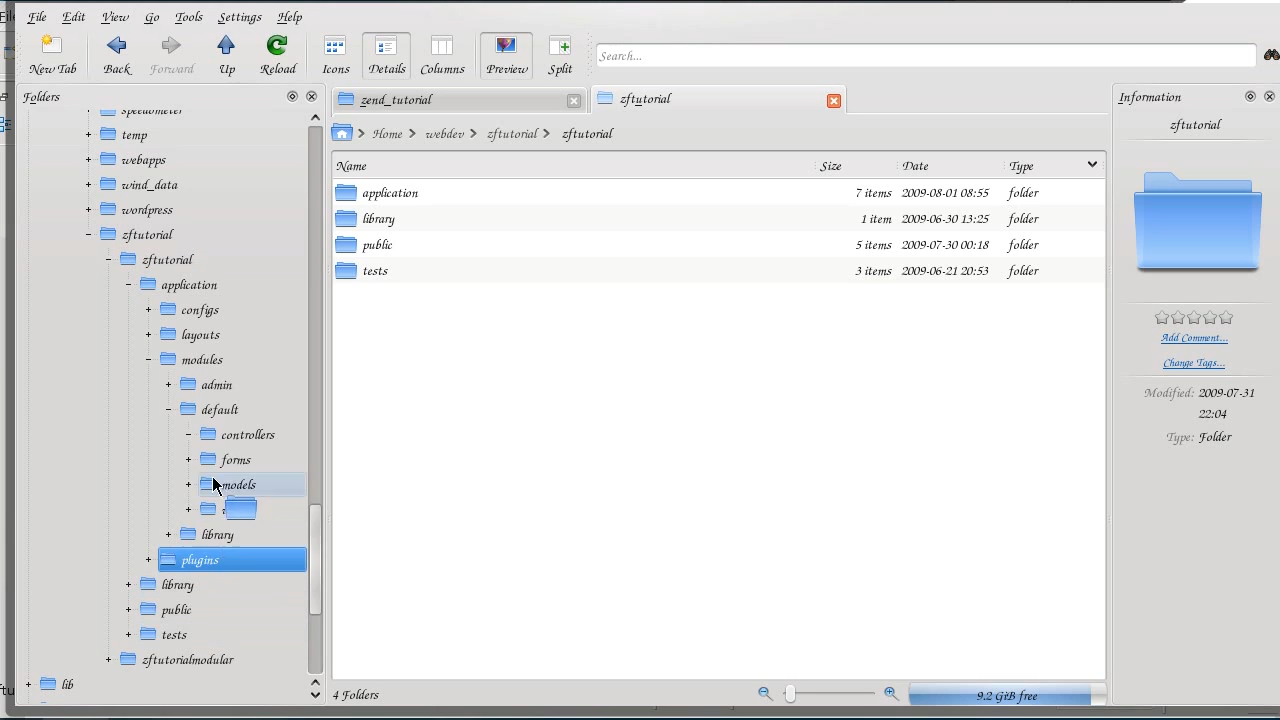 File Edit View Go Tools Settings Help
New Tab Back Forward Up Reload Icons Details Columns Preview Split Search...
Folders
speedometer
temp
webapps
wind_data
wordpress
zftutorial
zftutorial
application
configs
layouts
modules
admin
default
controllers
forms
models
library
plugins
library
public
tests
zftutorialmodular
lib
zend_tutorial zftutorial
Home webdev zftutorial zftutorial
Name Size Date Type
application 7 items 2009-08-01 08:55 folder
library 1 item 2009-06-30 13:25 folder
public 5 items 2009-07-30 00:18 folder
tests 3 items 2009-06-21 20:53 folder
4 Folders 9.2 GiB free
Information
zftutorial
Add Comment...
Change Tags...
Modified: 2009-07-31
22:04
Type: Folder